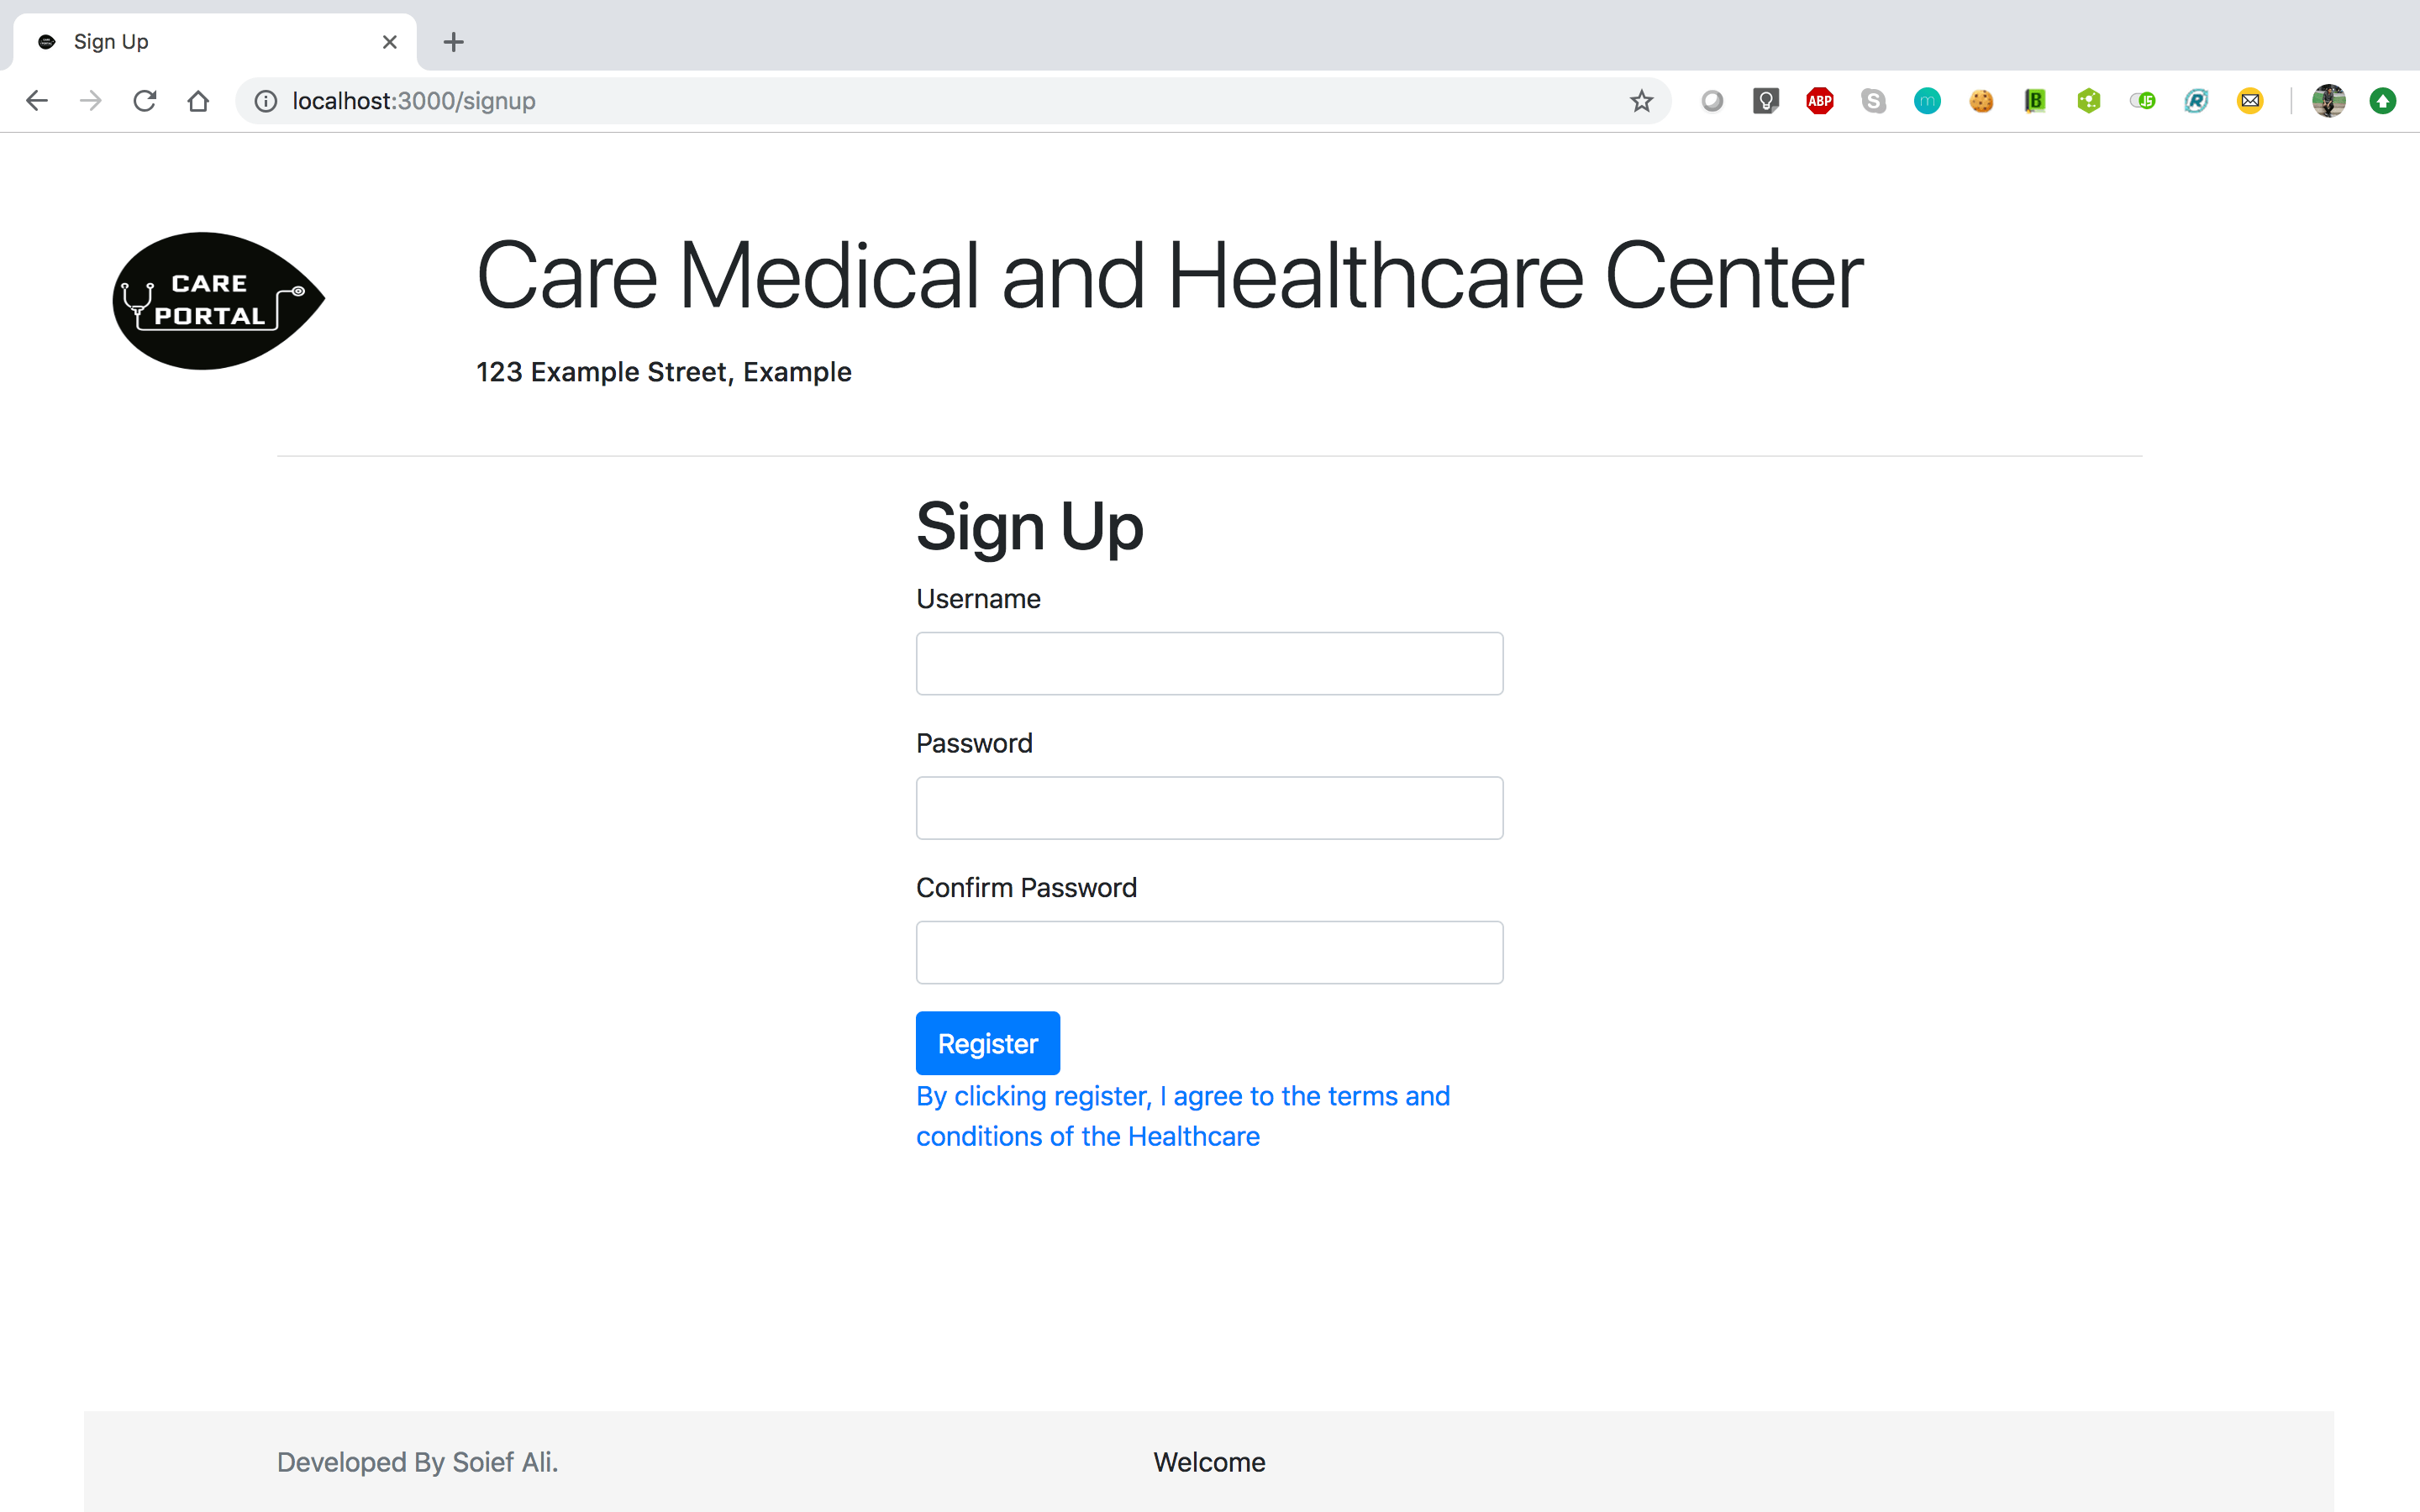 Sign Up
localhost:3000/signup
ABP
S
m
B
JS
R
CARE
PORTAL
Care Medical and Healthcare Center
123 Example Street, Example
Sign Up
Username
Password
Confirm Password
Register
By clicking register, I agree to the terms and
conditions of the Healthcare
Developed By Soief Ali.
Welcome